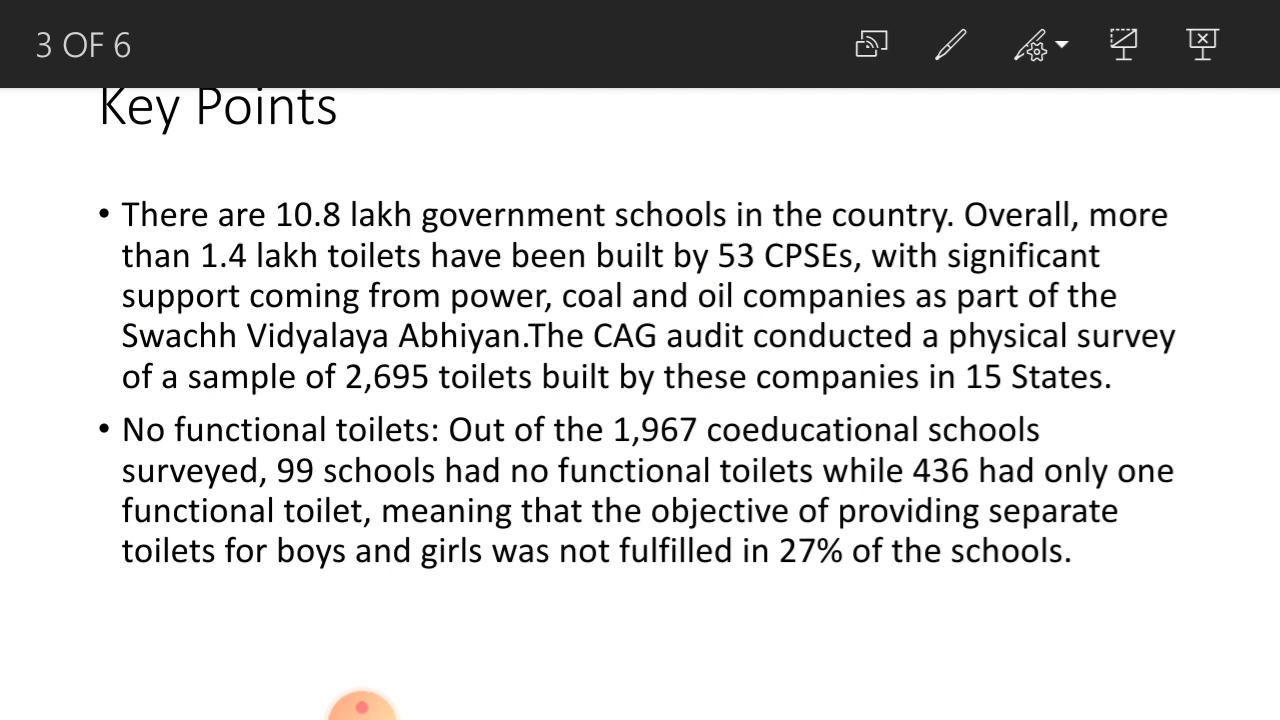 3 OF 6
Key Points
• There are 10.8 lakh government schools in the country. Overall, more
than 1.4 lakh toilets have been built by 53 CPSEs, with significant
support coming from power, coal and oil companies as part of the
Swachh Vidyalaya Abhiyan.The CAG audit conducted a physical survey
of a sample of 2,695 toilets built by these companies in 15 States.
• No functional toilets: Out of the 1,967 coeducational schools
surveyed, 99 schools had no functional toilets while 436 had only one
functional toilet, meaning that the objective of providing separate
toilets for boys and girls was not fulfilled in 27% of the schools.